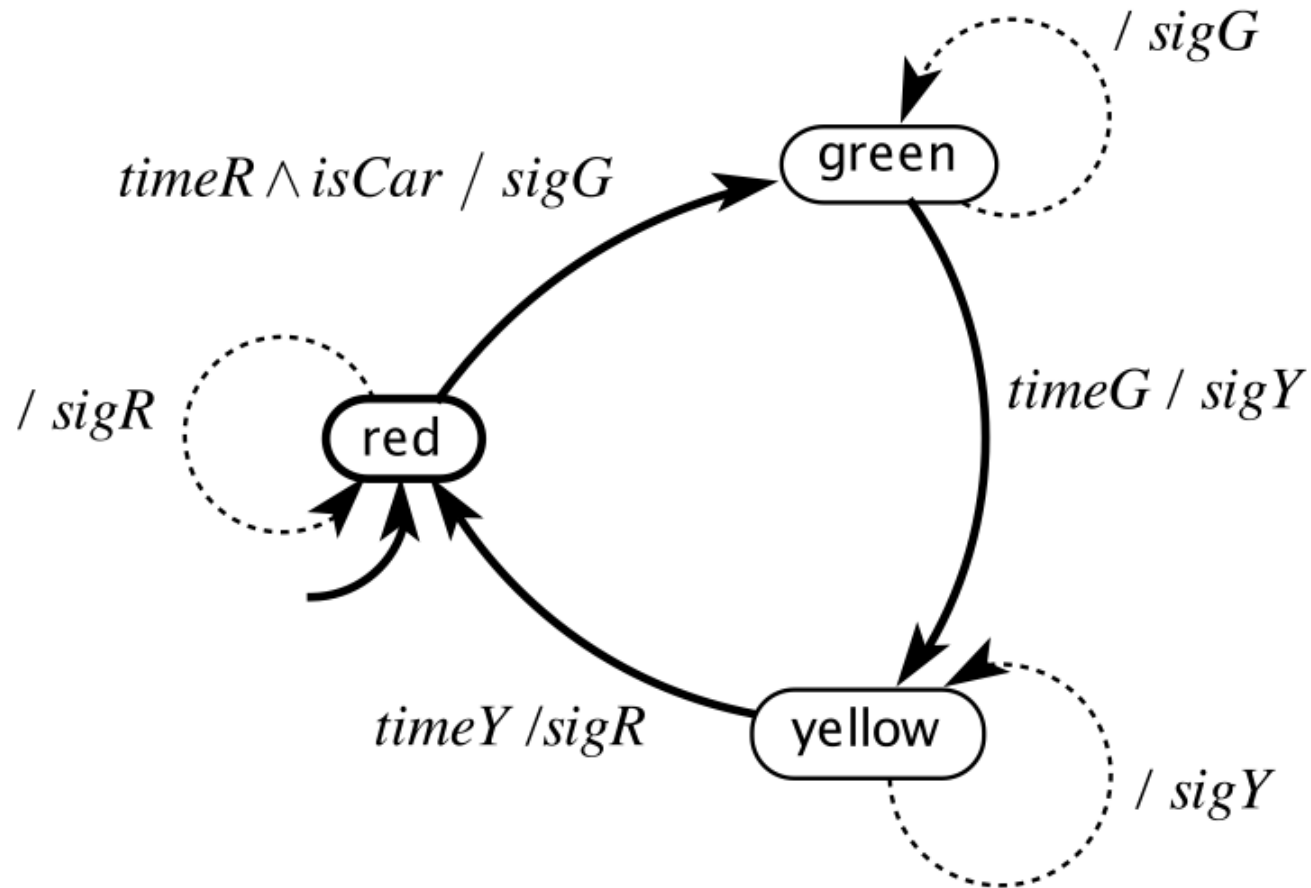 / sigG
green
timeR ∧ isCar / sigG
timeG / sigY
/ sigR
red
timeY /sigR
yellow
/ sigY